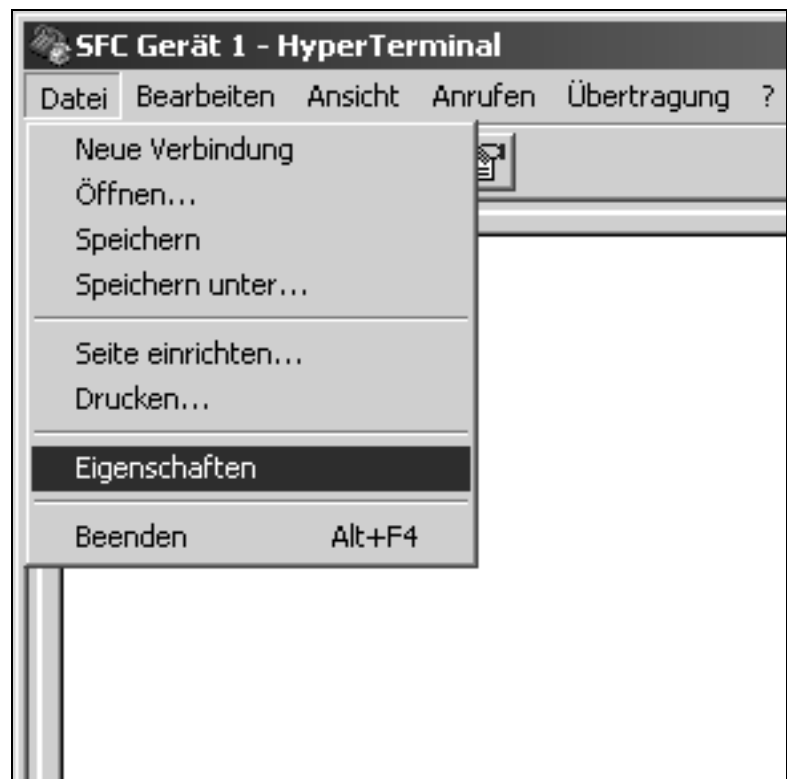 SFC Gerät 1 - HyperTerminal
Datei Bearbeiten Ansicht Anrufen Übertragung ?
Neue Verbindung
Öffnen...
Speichern
Speichern unter...
Seite einrichten...
Drucken...
Eigenschaften
Beenden Alt+F4